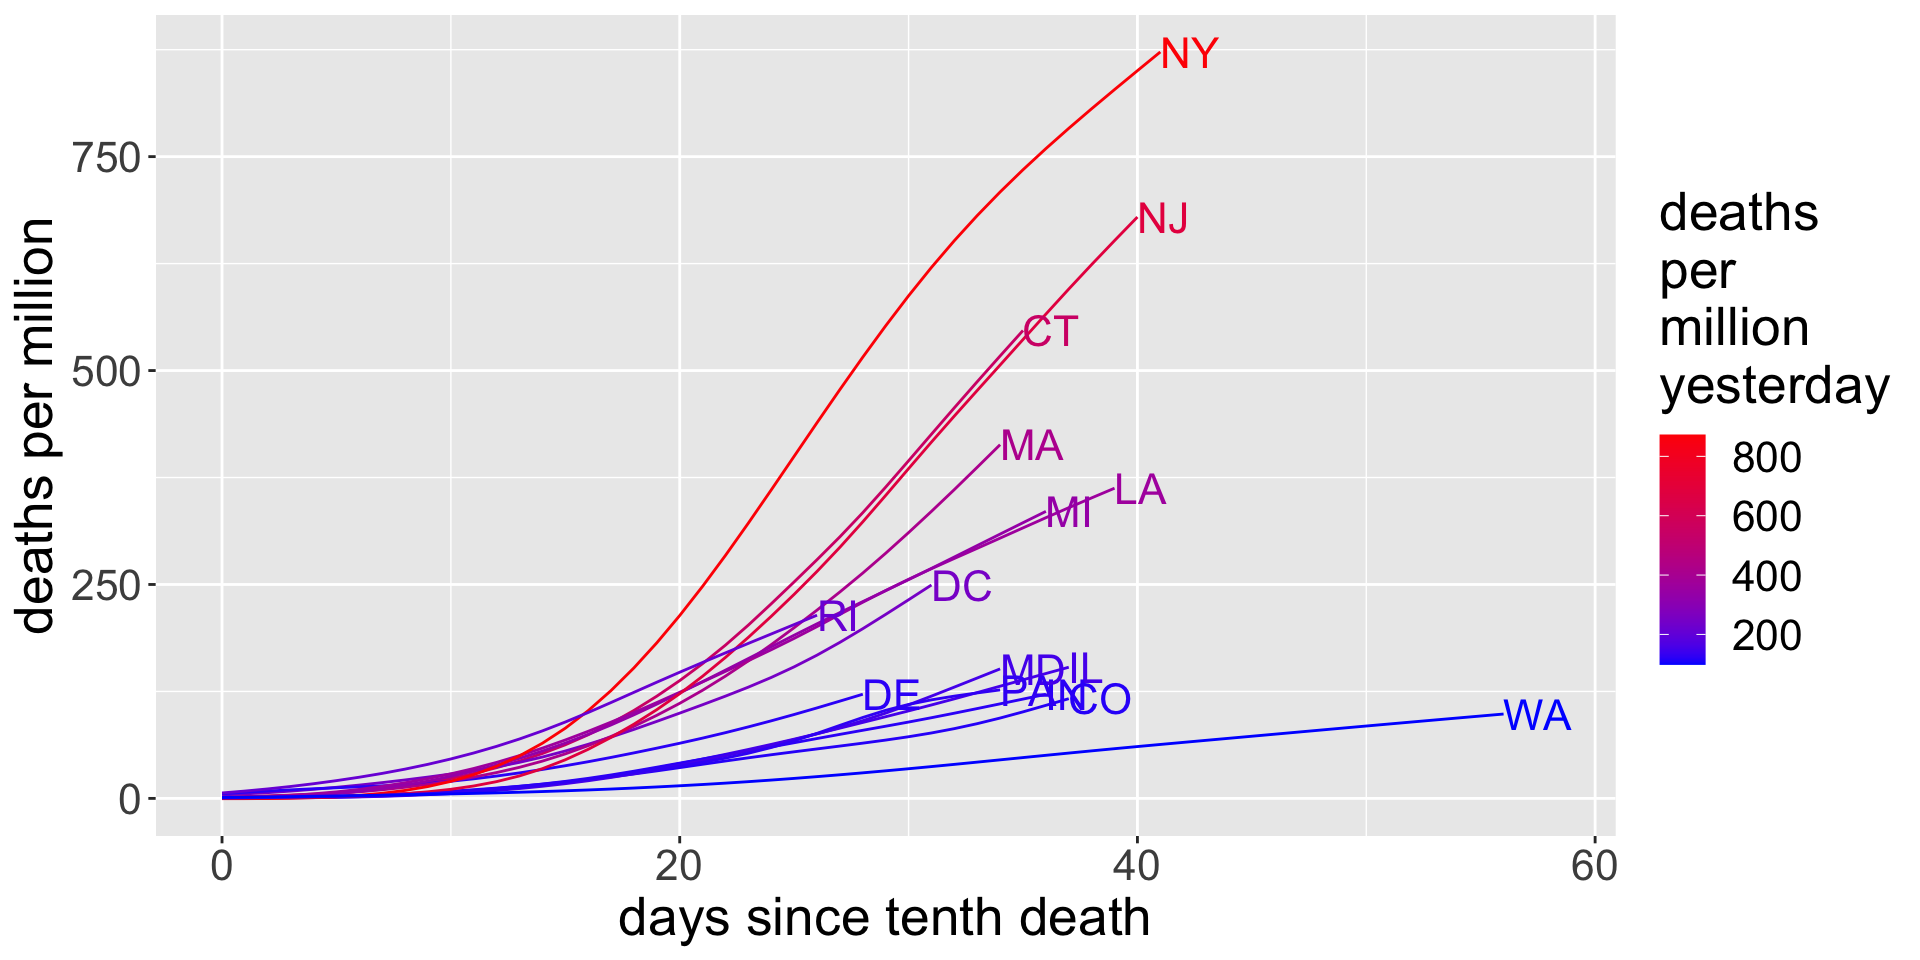 NY
NJ
CT
MA
LA
MI
DC
RI
MD
IL
PA
IN
DE
CO
WA
750
500
250
0
0
20
40
60
days since tenth death
deaths per million
deaths
per
million
yesterday
800
600
400
200